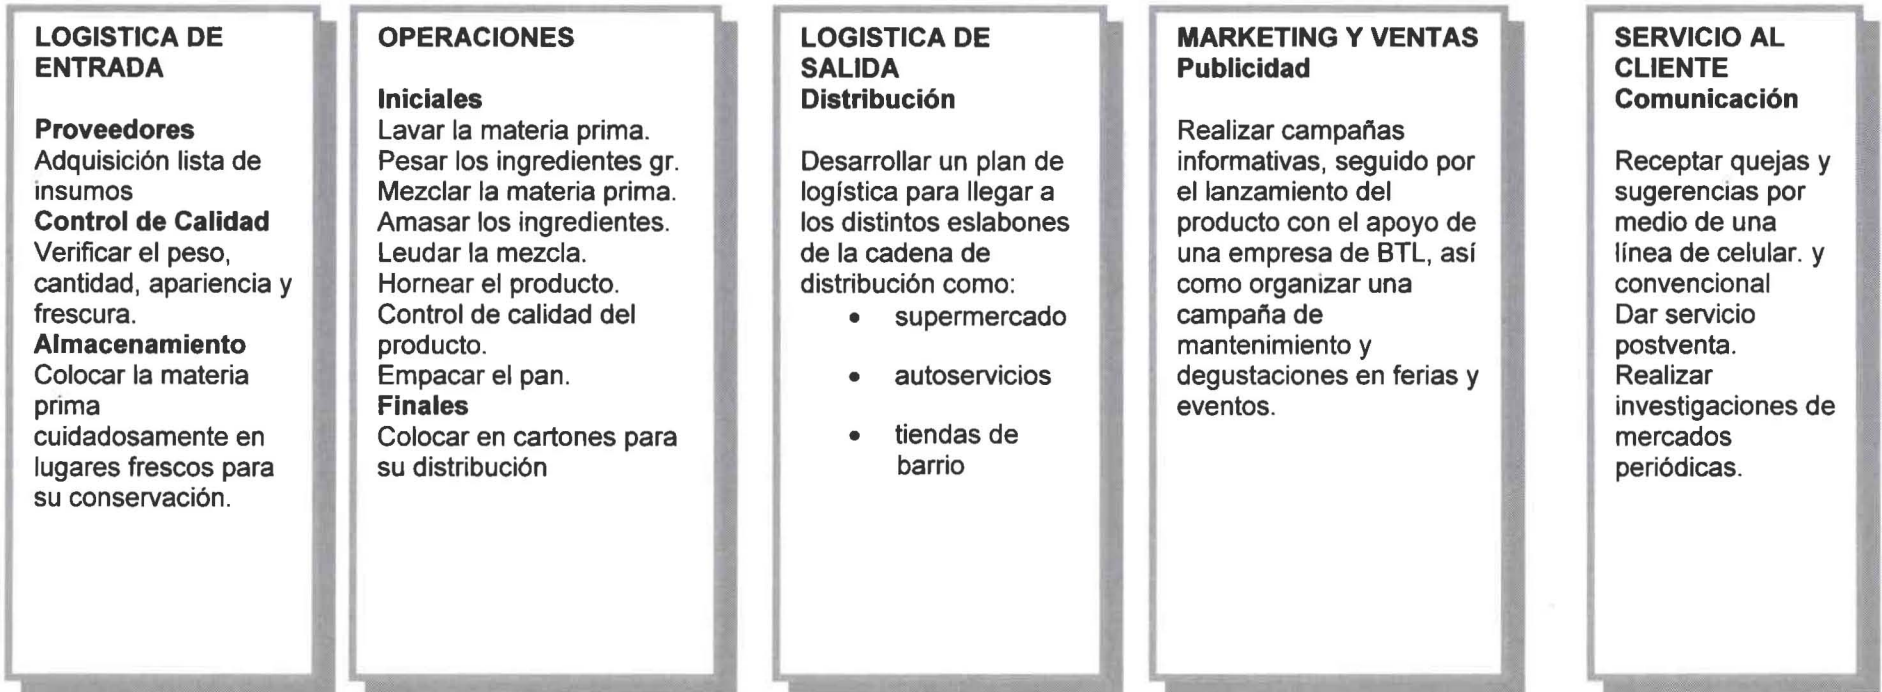 LOGISTICA DE
ENTRADA
Proveedores
Adquisición lista de
insumos
Control de Calidad
Verificar el peso,
cantidad, apariencia y
frescura.
Almacenamiento
Colocar la materia
prima
cuidadosamente en
lugares frescos para
su conservación.
OPERACIONES
Iniciales
Lavar la materia prima.
Pesar los ingredientes gr.
Mezclar la materia prima.
Amasar los ingredientes.
Leudar la mezcla.
Hornear el producto.
Control de calidad del
producto.
Empacar el pan.
Finales
Colocar en cartones para
su distribución
LOGISTICA DE
SALIDA
Distribución
Desarrollar un plan de
logística para llegar a
los distintos eslabones
de la cadena de
distribución como:
• supermercado
• autoservicios
• tiendas de
barrio
MARKETING Y VENTAS
Publicidad
Realizar campañas
informativas, seguido por
el lanzamiento del
producto con el apoyo de
una empresa de BTL, así
como organizar una
campaña de
mantenimiento y
degustaciones en ferias y
eventos.
SERVICIO AL
CLIENTE
Comunicación
Receptar quejas y
sugerencias por
medio de una
línea de celular. y
convencional
Dar servicio
postventa.
Realizar
investigaciones de
mercados
periódicas.